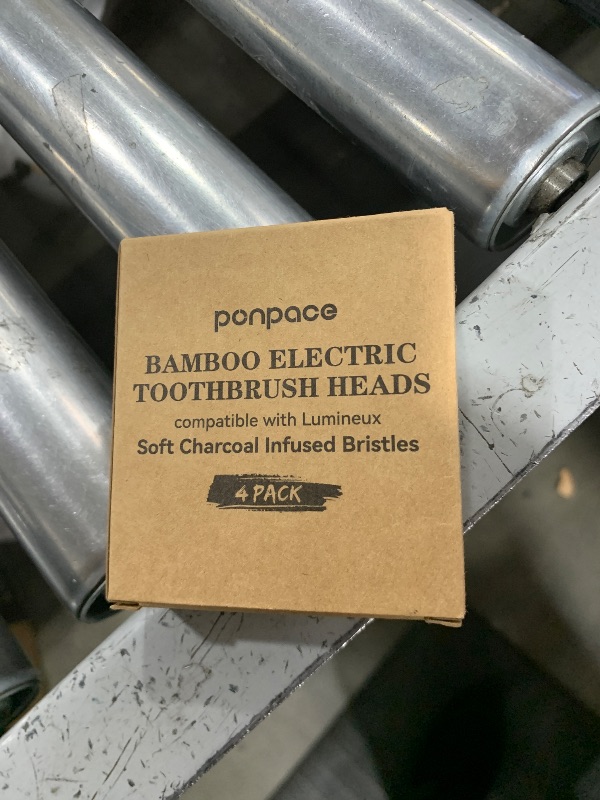 ponpace
BAMBOO ELECTRIC
TOOTHBRUSH HEADS
compatible with Lumineux
Soft Charcoal Infused Bristles
4 PACK